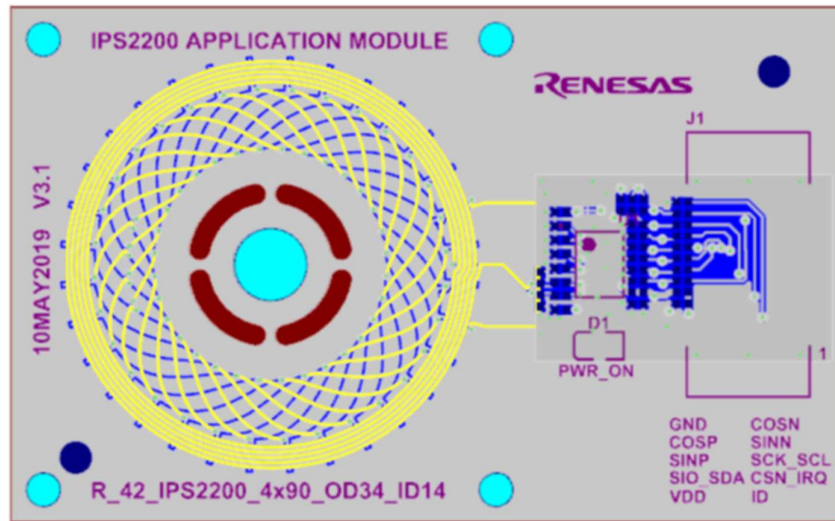 IPS2200 APPLICATION MODULE
RENESAS
J1
10MAY2019 V3.1
D1
PWR_ON
1
GND COSN
COSP SINN
SINP SCK_SCL
SIO_SDA CSN_IRQ
VDD ID
R_42_IPS2200_4x90_OD34_ID14